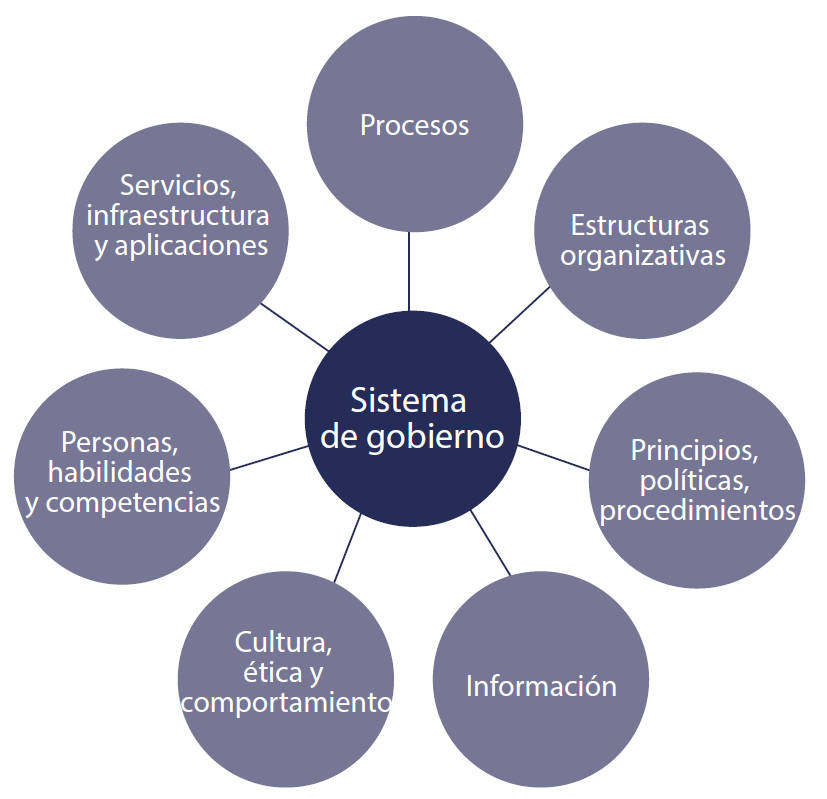 Procesos
Servicios,
infraestructura
y aplicaciones
Estructuras
organizativas
Sistema
de gobierno
Personas,
habilidades
y competencias
Principios,
políticas,
procedimientos
Cultura,
ética y
comportamiento
Información